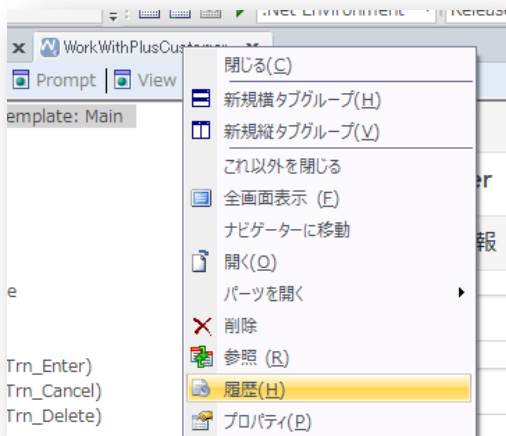 .Net Environment Release
WorkWithPlusCustomer
Prompt View
emplate: Main
閉じる(C)
新規横タブグループ(H)
新規縦タブグループ(V)
これ以外を閉じる
全画面表示 (F)
ナビゲーターに移動
開く(O)
パーツを開く
削除
参照 (R)
履歴(H)
プロパティ(P)
er
報
e
Trn_Enter)
Trn_Cancel)
Trn_Delete)